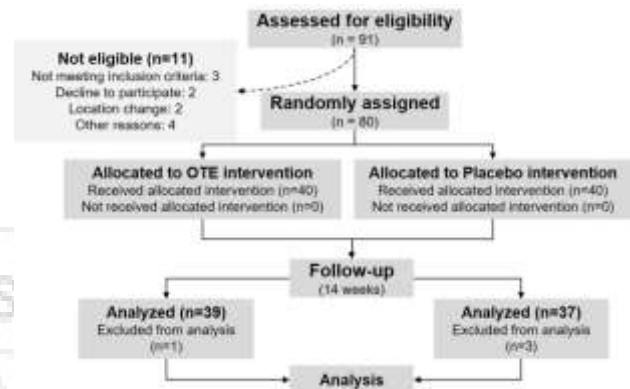 Assessed for eligibility
(n = 91)
Not eligible (n=11)
Not meeting inclusion criteria: 3
Decline to participate: 2
Location change: 2
Other reasons: 4
Randomly assigned
(n = 80)
Allocated to OTE intervention
Received allocated intervention (n=40)
Not received allocated intervention (n=0)
Allocated to Placebo intervention
Received allocated intervention (n=40)
Not received allocated intervention (n=0)
Follow-up
(14 weeks)
Analyzed (n=39)
Excluded from analysis
(n=1)
Analyzed (n=37)
Excluded from analysis
(n=3)
Analysis